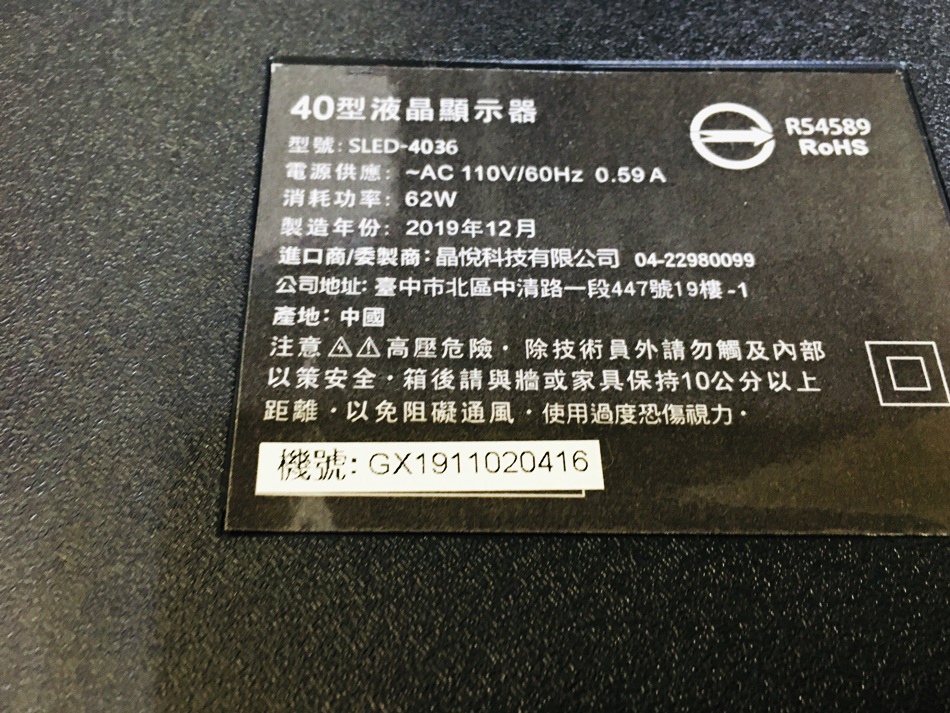 40型液晶顯示器
R54589
RoHS
型號: SLED-4036
電源供應: ~AC 110V/60Hz 0.59A
消耗功率: 62W
製造年份: 2019年12月
進口商/委製商: 晶悅科技有限公司 04-22980099
公司地址: 臺中市北區中清路一段447號19樓-1
產地: 中國
注意 高壓危險· 除技術員外請勿觸及內部
以策安全·箱後請與牆或家具保持10公分以上
距離·以免阻礙通風·使用過度恐傷視力·
機號: GX1911020416